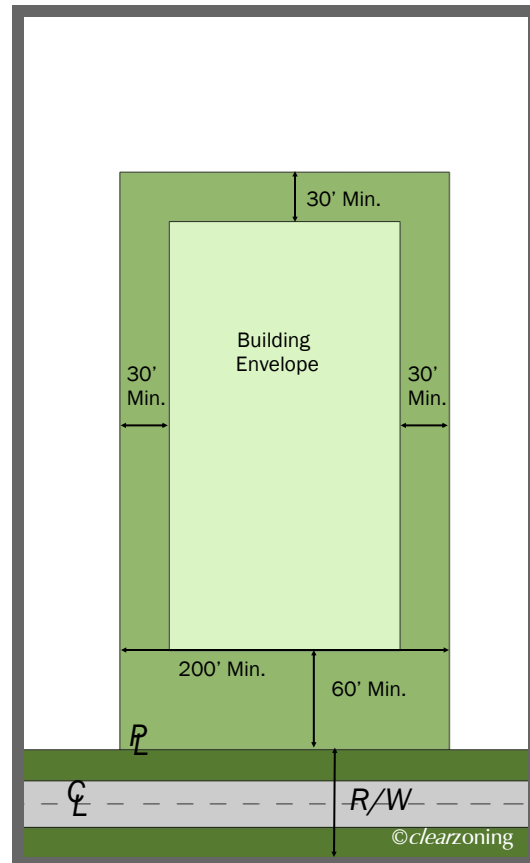 30’ Min.
Building
Envelope
30’
Min.
30’
Min.
200’ Min.
60’ Min.
PL
CL
R/W
©clearzoning